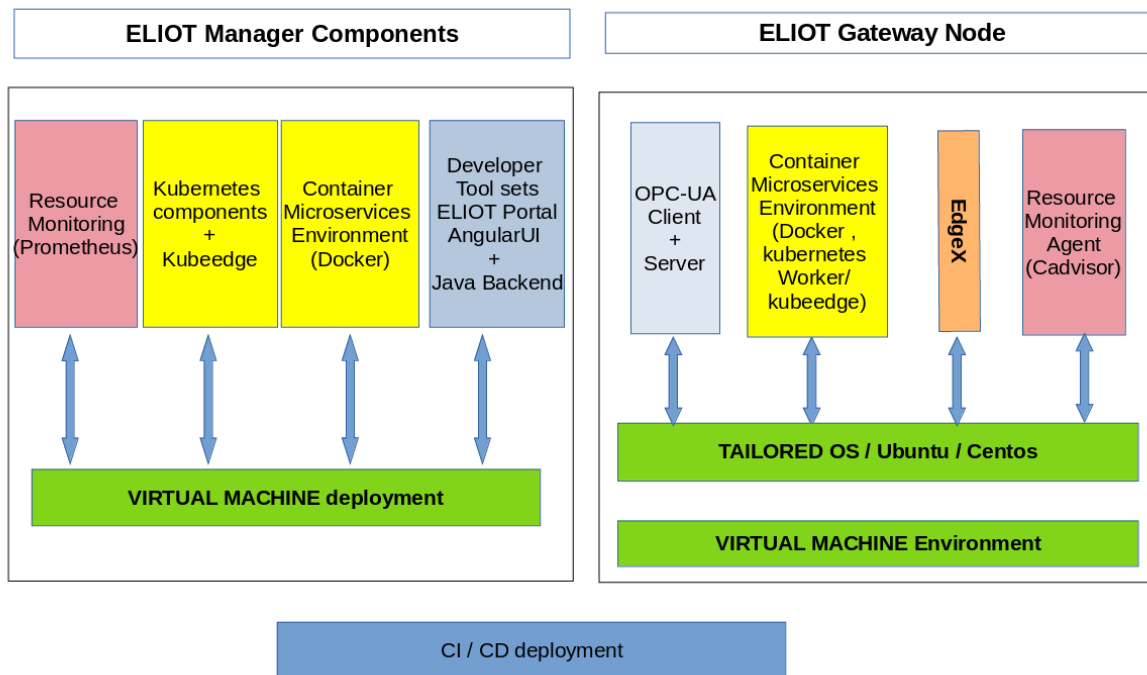 ELIOT Manager Components
ELIOT Gateway Node
Resource
Monitoring
(Prometheus)
Kubernetes
components
+
Kubeedge
Container
Microservices
Environment
(Docker)
Developer
Tool sets
ELIOT Portal
AngularUI
+
Java Backend
VIRTUAL MACHINE deployment
OPC-UA
Client
+
Server
Container
Microservices
Environment
(Docker ,
kubernetes
Worker/
kubeedge)
EdgeX
Resource
Monitoring
Agent
(Cadvisor)
TAILORED OS / Ubuntu / Centos
VIRTUAL MACHINE Environment
CI / CD deployment